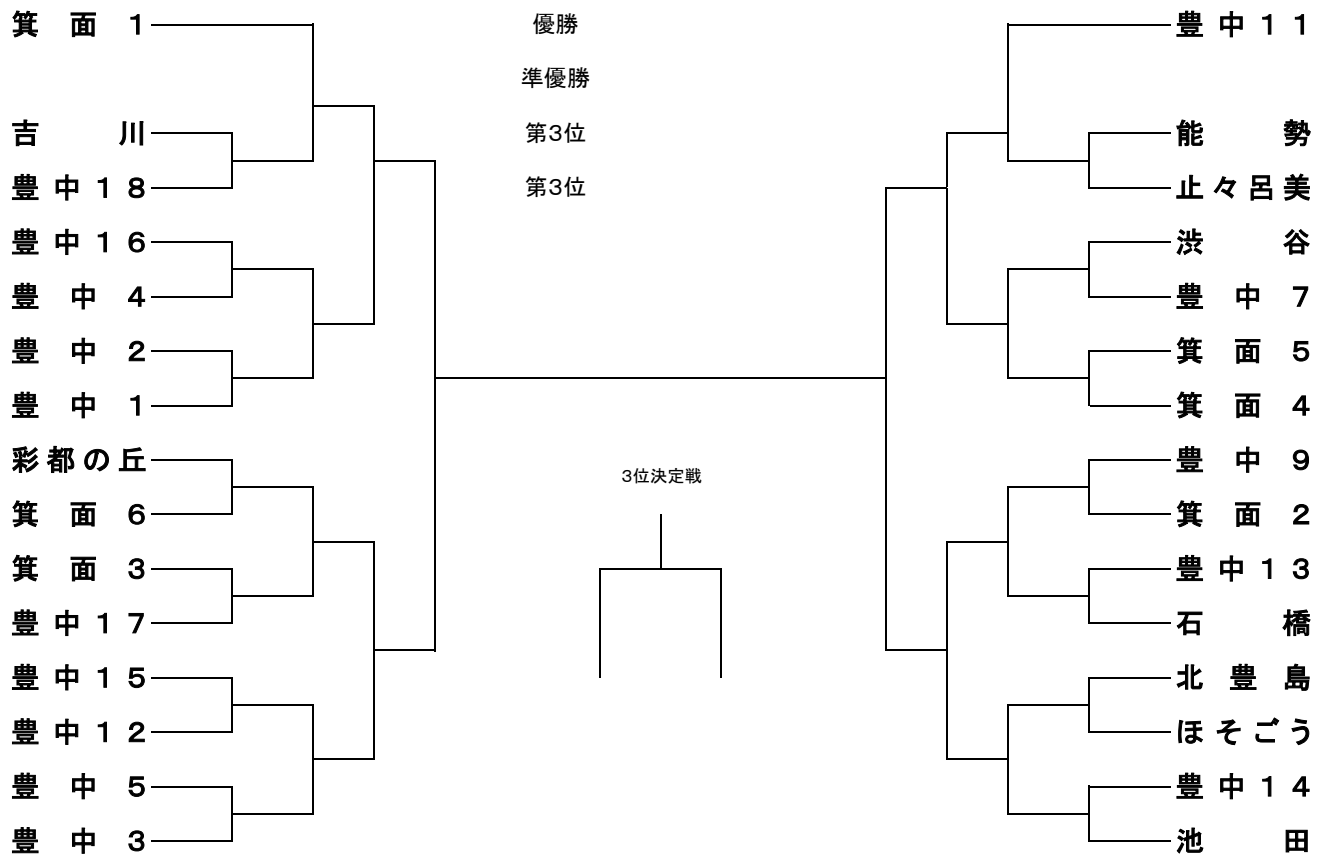 箕面１
吉川
豊中１８
豊中１６
豊中４
豊中２
豊中１
彩都の丘
箕面６
箕面３
豊中１７
豊中１５
豊中１２
豊中５
豊中３
優勝
準優勝
第３位
第３位
３位決定戦
豊中１１
能勢
止々呂美
渋谷
豊中７
箕面５
箕面４
豊中９
箕面２
豊中１３
石橋
北豊島
ほそごう
豊中１４
池田